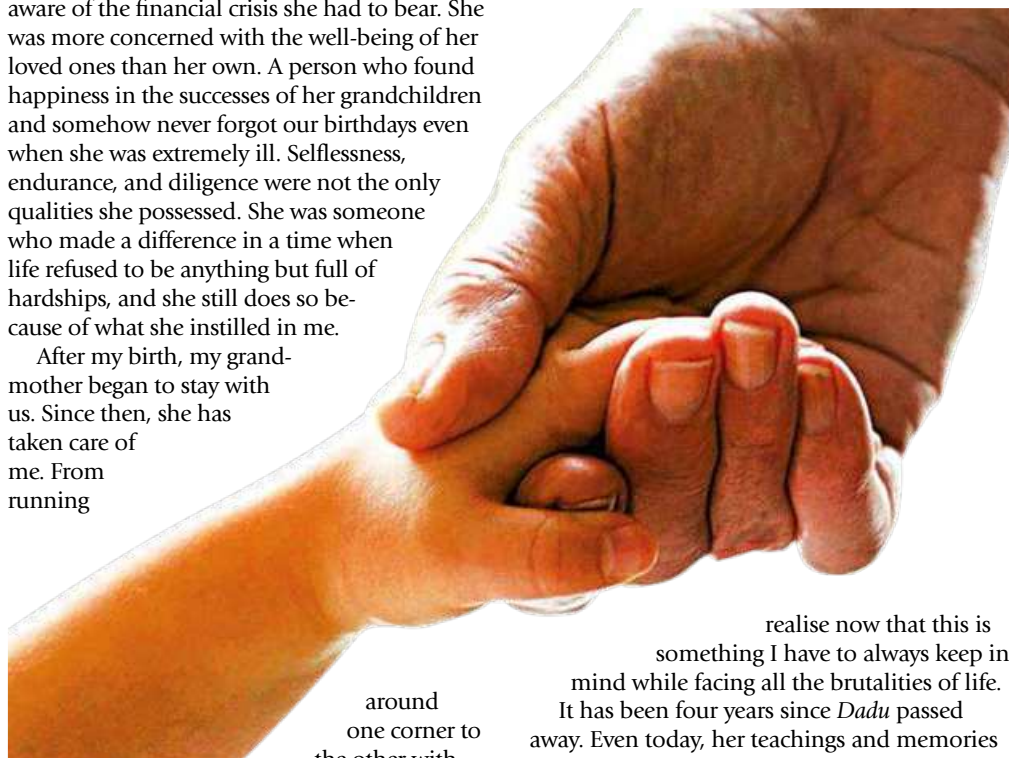 aware of the financial crisis she had to bear. She
was more concerned with the well-being of her
loved ones than her own. A person who found
happiness in the successes of her grandchildren
and somehow never forgot our birthdays even
when she was extremely ill. Selflessness,
endurance, and diligence were not the only
qualities she possessed. She was someone
who made a difference in a time when
life refused to be anything but full of
hardships, and she still does so be-
cause of what she instilled in me.
After my birth, my grand-
mother began to stay with
us. Since then, she has
taken care of
me. From
running
around
one corner to
the other with
realise now that this is
something I have to always keep in
mind while facing all the brutalities of life.
It has been four years since Dadu passed
away. Even today, her teachings and memories